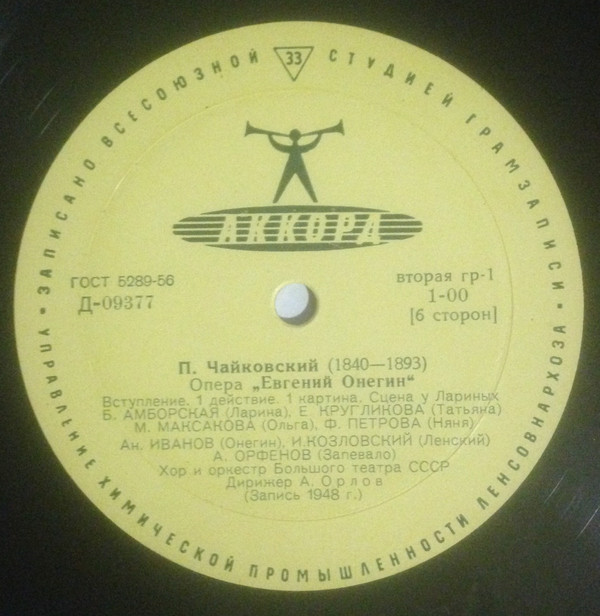 ЗАПИСАНО ВСЕСОЮЗНОЙ
33
СТУДИЕЙ ГРАМЗАПИСИ
АККОРД
ГОСТ 5289-56
Д-09377
вторая гр-1
1-00
[6 сторон]
П. Чайковский (1840—1893)
Опера „Евгений Онегин“
Вступление. 1 действие. 1 картина. Сцена у Лариных
Б. АМБОРСКАЯ (Ларина), Е. КРУГЛИКОВА (Татьяна)
М. МАКСАКОВА (Ольга), Ф. ПЕТРОВА (Няня)
Ан. ИВАНОВ (Онегин), И.КОЗЛОВСКИЙ (Ленский)
А. ОРФЕНОВ (Запевало)
Хор и оркестр Большого театра СССР
Дирижер А. Орлов
(Запись 1948 г.)
УПРАВЛЕНИЕ ХИМИЧЕСКОЙ ПРОМЫШЛЕННОСТИ ЛЕНСОВНАРХОЗА